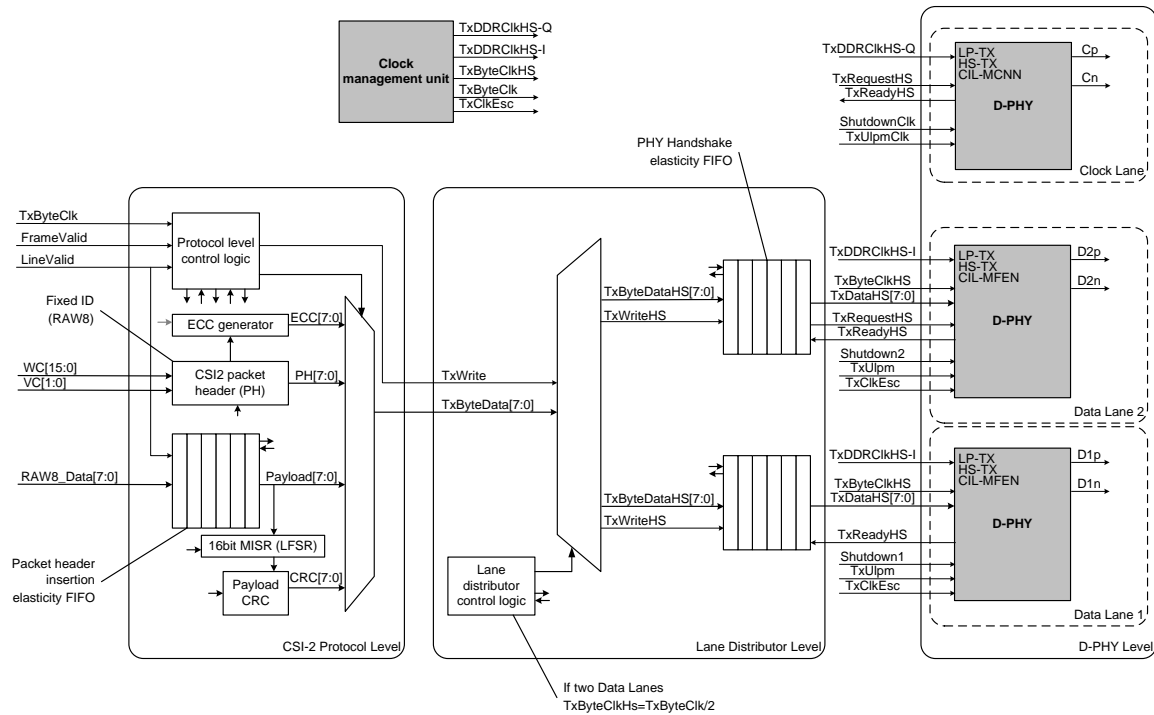 Clock
management unit
TxDDRClkHS-Q
TxDDRClkHS-I
TxByteClkHS
TxByteClk
TxClkEsc
TxDDRClkHS-Q
TxRequestHS
TxReadyHS
ShutdownClk
TxUlpmClk
LP-TX
HS-TX
CIL-MCNN
D-PHY
Cp
Cn
Clock Lane
PHY Handshake
elasticity FIFO
TxByteClk
FrameValid
LineValid
Protocol level
control logic
Fixed ID
(RAW8)
ECC generator
ECC[7:0]
WC[15:0]
VC[1:0]
CSI2 packet
header (PH)
PH[7:0]
RAW8_Data[7:0]
Payload[7:0]
16bit MISR (LFSR)
Payload
CRC
CRC[7:0]
Packet header
insertion
elasticity FIFO
CSI-2 Protocol Level
TxWrite
TxByteData[7:0]
TxByteDataHS[7:0]
TxWriteHS
TxByteDataHS[7:0]
TxWriteHS
Lane
distributor
control logic
Lane Distributor Level
If two Data Lanes
TxByteClkHs=TxByteClk/2
TxDDRClkHS-I
TxByteClkHS
TxDataHS[7:0]
TxRequestHS
TxReadyHS
Shutdown2
TxUlpm
TxClkEsc
LP-TX
HS-TX
CIL-MFEN
D-PHY
D2p
D2n
Data Lane 2
TxDDRClkHS-I
TxByteClkHS
TxDataHS[7:0]
TxReadyHS
Shutdown1
TxUlpm
TxClkEsc
LP-TX
HS-TX
CIL-MFEN
D-PHY
D1p
D1n
Data Lane 1
D-PHY Level